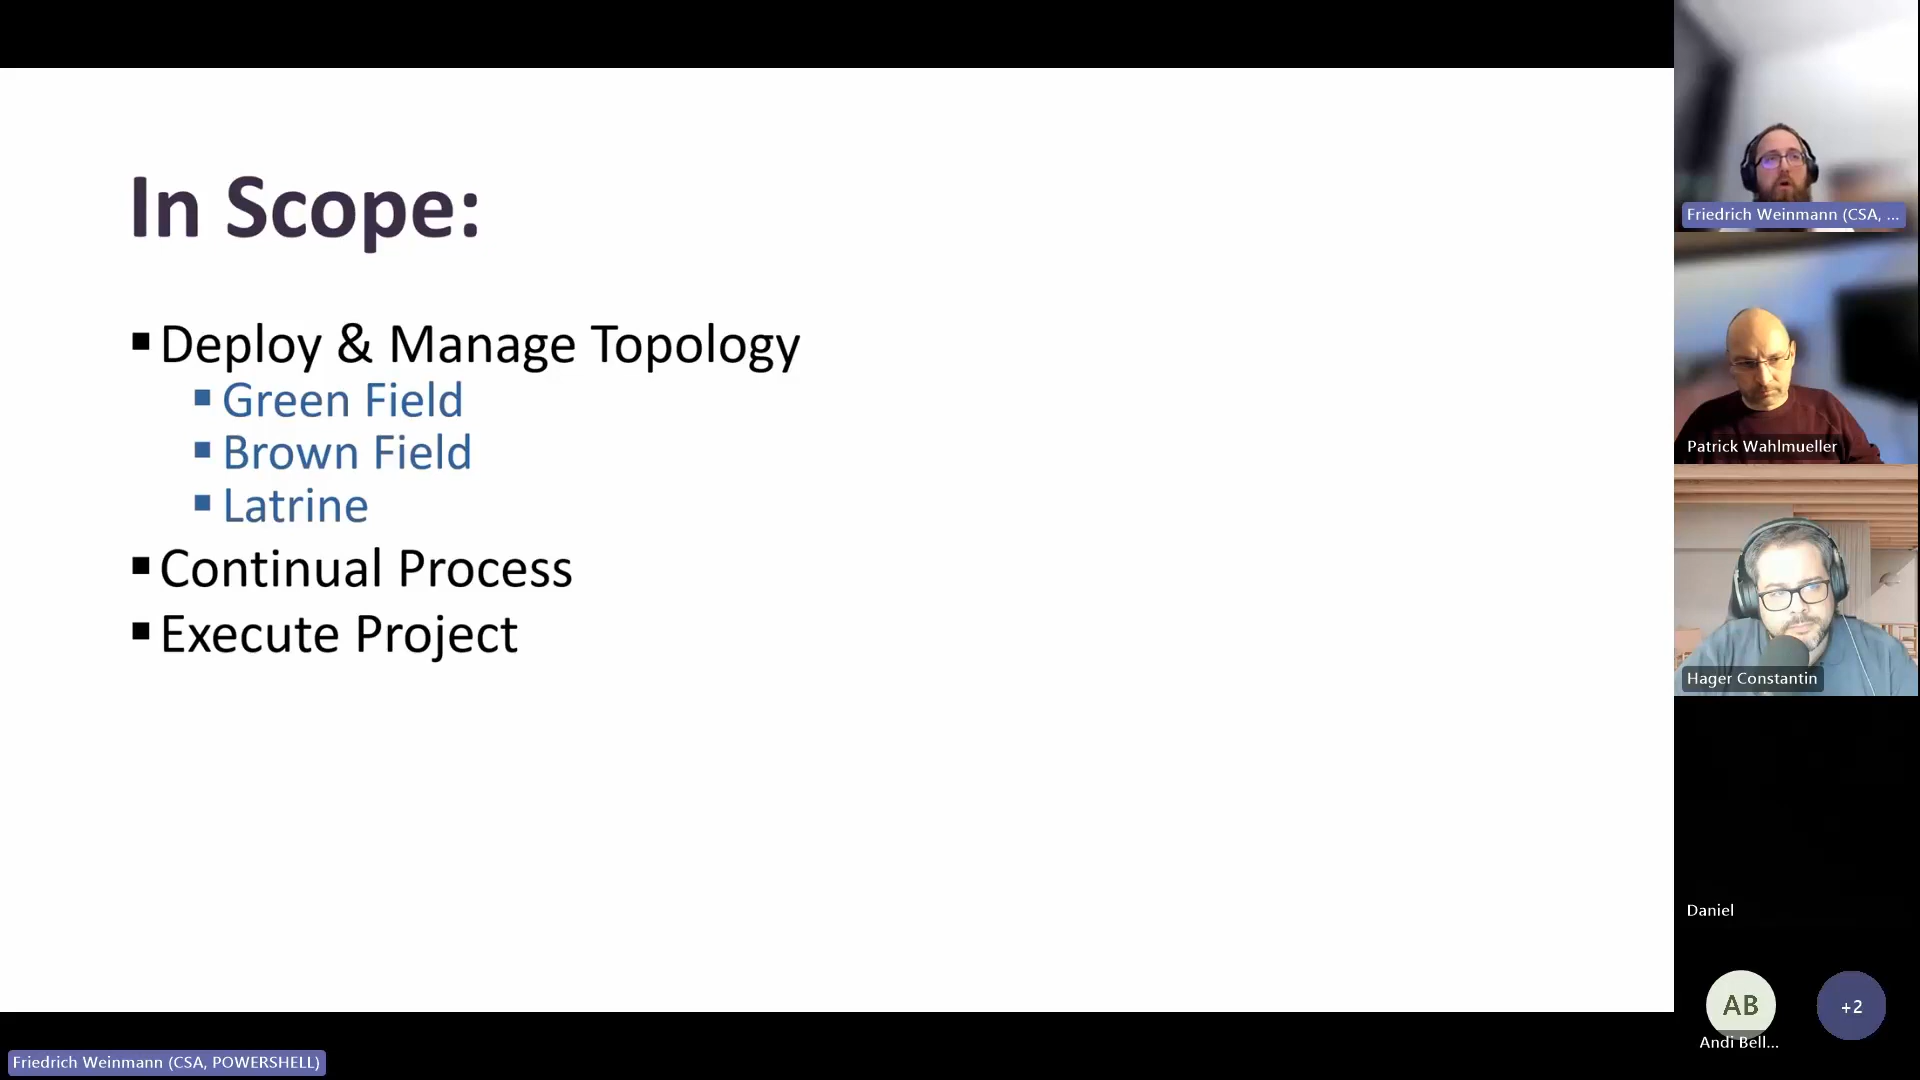 In Scope:
▪ Deploy & Manage Topology
▪ Green Field
▪ Brown Field
▪ Latrine
▪ Continual Process
▪ Execute Project
Friedrich Weinmann (CSA, ...
Patrick Wahlmueller
Hager Constantin
Daniel
AB
+2
Andi Bell...
Friedrich Weinmann (CSA, POWERSHELL)